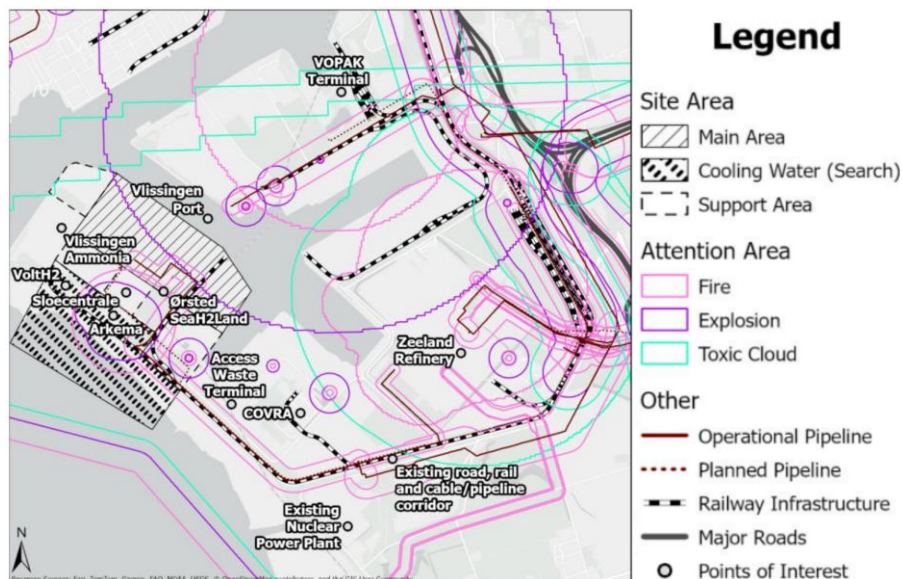 VOPAK
Terminal
Vlissingen
Port
Vlissingen
Ammonia
VoltH2
Sloecentrale
Ørsted
SeaH2Land
Arkema
Access
Waste
Terminal
Zeeland
Refinery
COVRA
Existing road, rail
and cable/pipeline
corridor
Existing
Nuclear
Power Plant
N
Legend
Site Area
Main Area
Cooling Water (Search)
Support Area
Attention Area
Fire
Explosion
Toxic Cloud
Other
Operational Pipeline
Planned Pipeline
Railway Infrastructure
Major Roads
Points of Interest